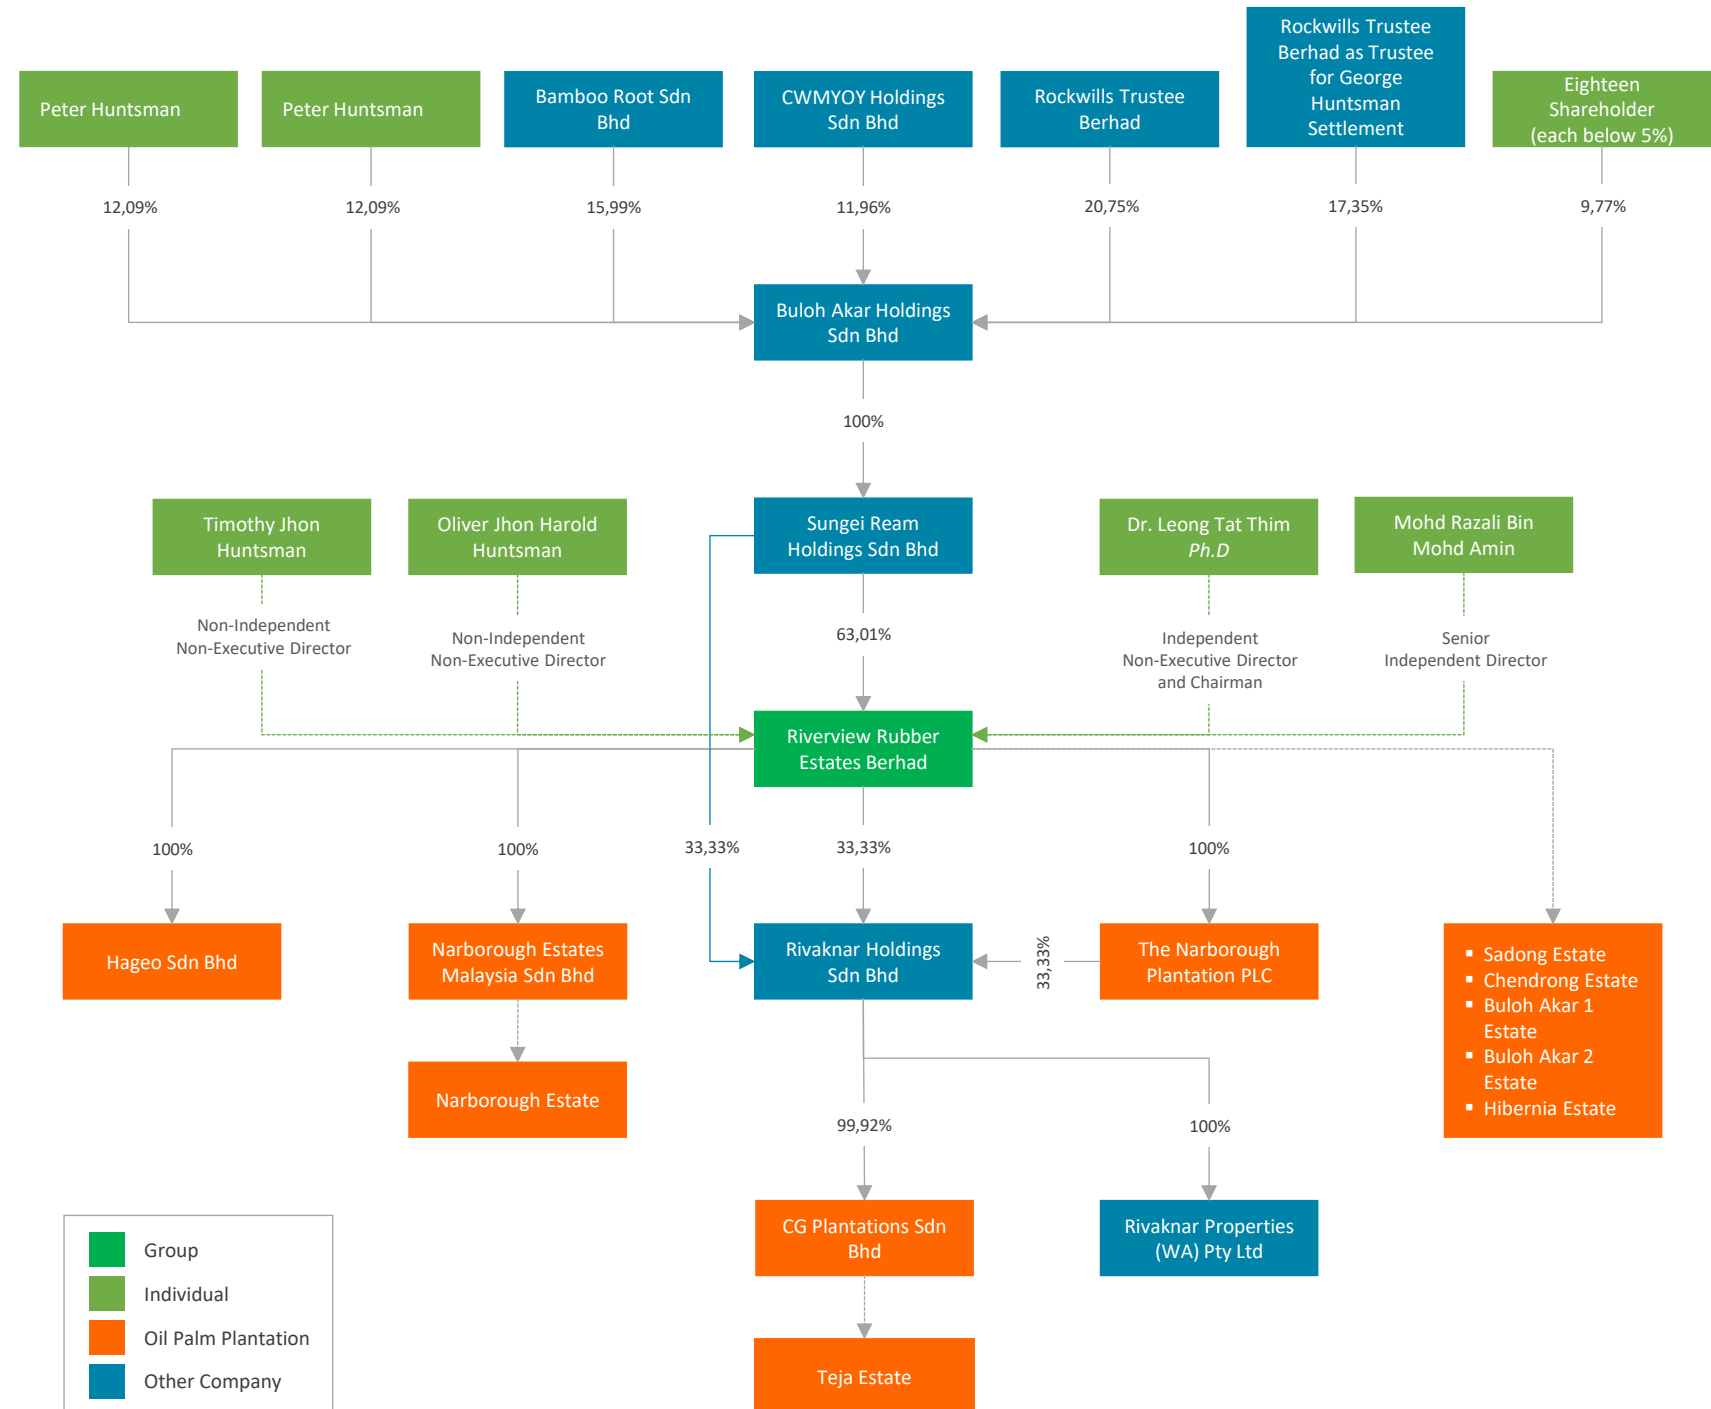 Peter Huntsman
Peter Huntsman
Bamboo Root Sdn
Bhd
CWMYOY Holdings
Sdn Bhd
Rockwills Trustee
Berhad
Rockwills Trustee
Berhad as Trustee
for George
Huntsman
Settlement
Eighteen
Shareholder
(each below 5%)
12,09%
12,09%
15,99%
11,96%
20,75%
17,35%
9,77%
Buloh Akar Holdings
Sdn Bhd
100%
Timothy Jhon
Huntsman
Oliver Jhon Harold
Huntsman
Sungei Ream
Holdings Sdn Bhd
Dr. Leong Tat Thim
Ph.D
Mohd Razali Bin
Mohd Amin
Non-Independent
Non-Executive Director
Non-Independent
Non-Executive Director
63,01%
Independent
Non-Executive Director
and Chairman
Senior
Independent Director
Riverview Rubber
Estates Berhad
100%
100%
33,33%
33,33%
100%
Hageo Sdn Bhd
Narborough Estates
Malaysia Sdn Bhd
Rivaknar Holdings
Sdn Bhd
33,33%
The Narborough
Plantation PLC
▪ Sadong Estate
▪ Chendrong Estate
▪ Buloh Akar 1
Estate
▪ Buloh Akar 2
Estate
▪ Hibernia Estate
Narborough Estate
99,92%
100%
CG Plantations Sdn
Bhd
Rivaknar Properties
(WA) Pty Ltd
Teja Estate
Group
Individual
Oil Palm Plantation
Other Company